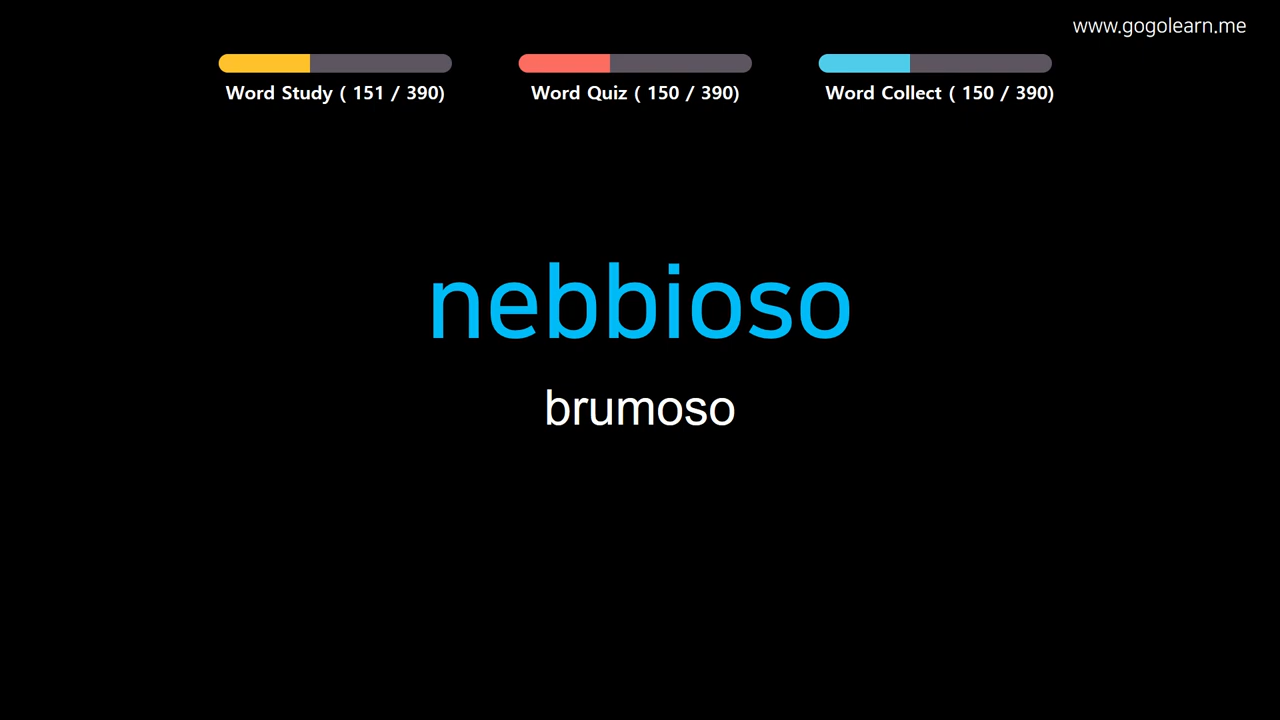 www.gogolearn.me
Word Study ( 151 / 390)
Word Quiz ( 150 / 390)
Word Collect ( 150 / 390)
nebbioso
brumoso